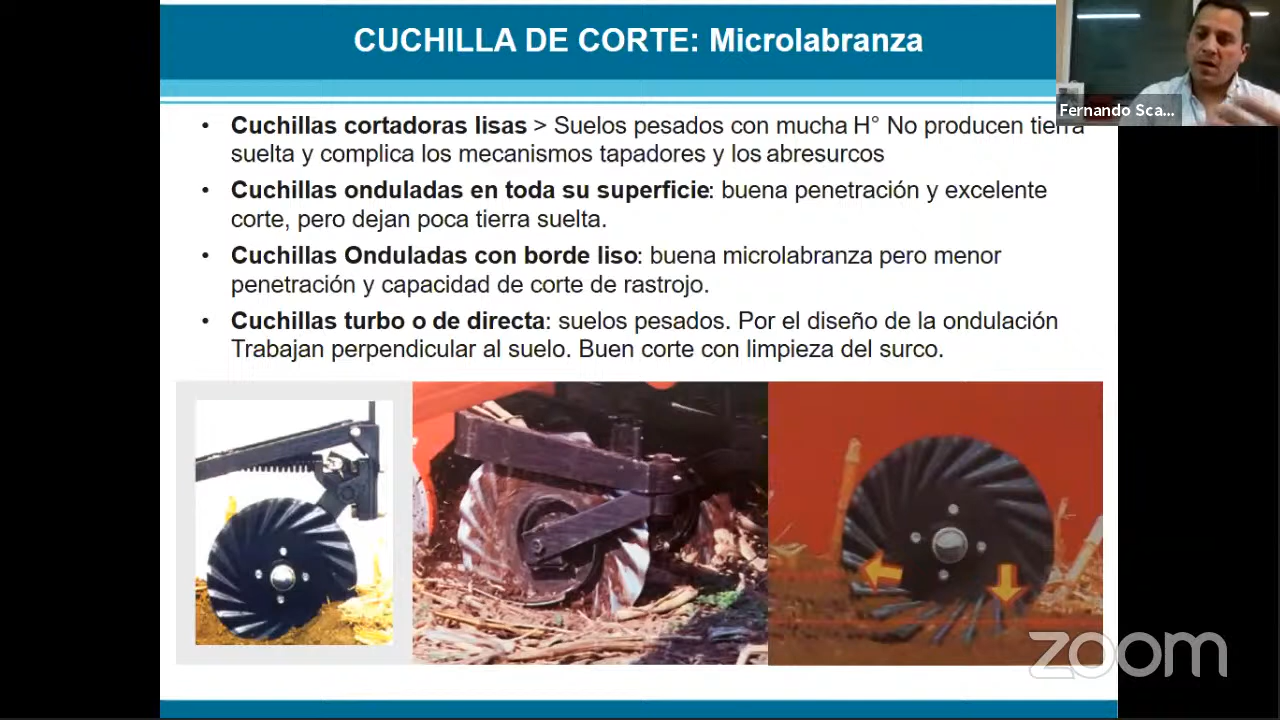 CUCHILLA DE CORTE: Microlabranza
Fernando Sca...
• Cuchillas cortadoras lisas > Suelos pesados con mucha H° No producen tierra
suelta y complica los mecanismos tapadores y los abresurcos
• Cuchillas onduladas en toda su superficie: buena penetración y excelente
corte, pero dejan poca tierra suelta.
• Cuchillas Onduladas con borde liso: buena microlabranza pero menor
penetración y capacidad de corte de rastrojo.
• Cuchillas turbo o de directa: suelos pesados. Por el diseño de la ondulación
Trabajan perpendicular al suelo. Buen corte con limpieza del surco.
zoom